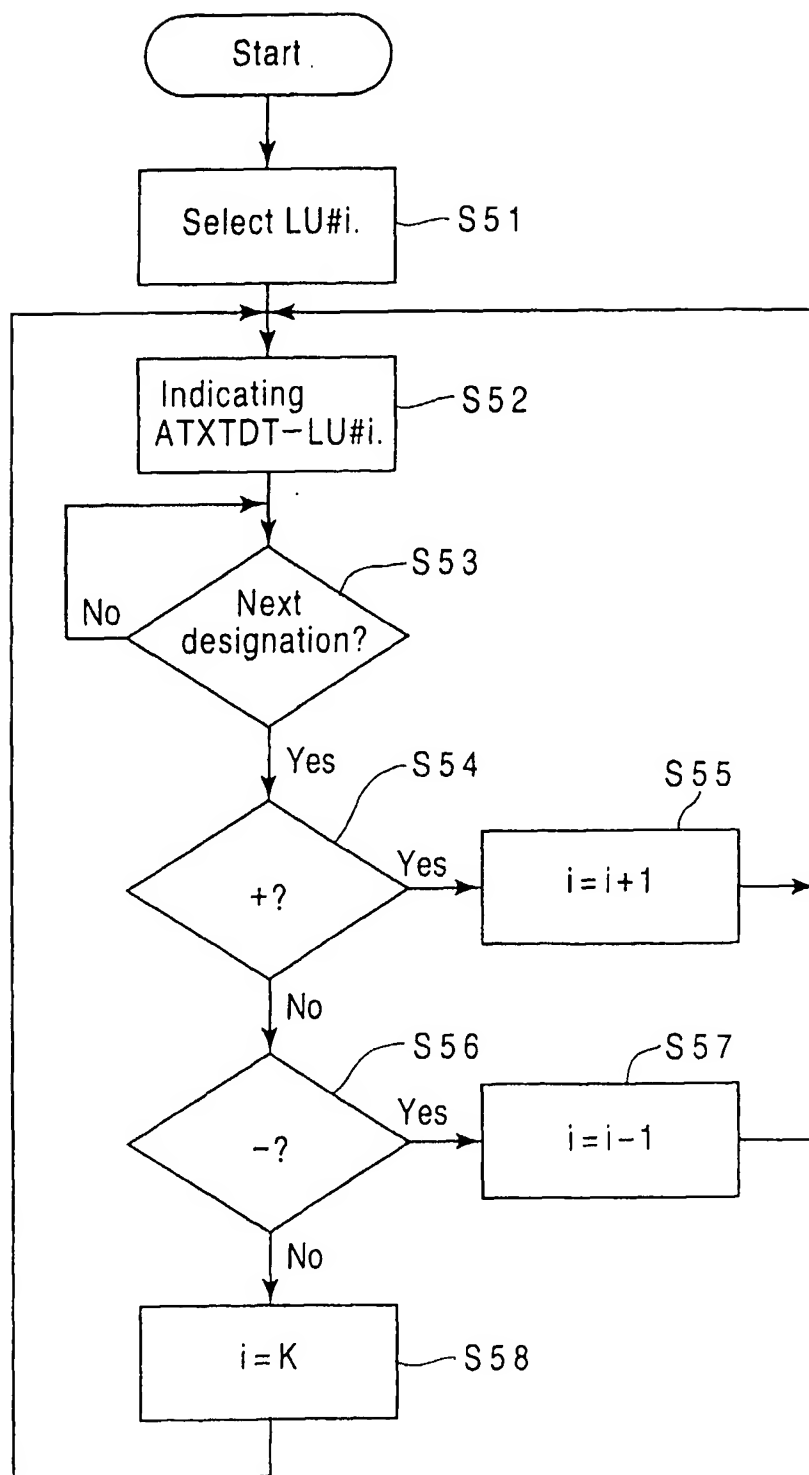 Start
Select LU#i.
S51
Indicating
ATXTDT-LU#i.
S52
S53
Next
designation?
No
Yes
S54
+?
Yes
S55
i=i+1
No
S56
-?
Yes
S57
i=i-1
No
i=K
S58